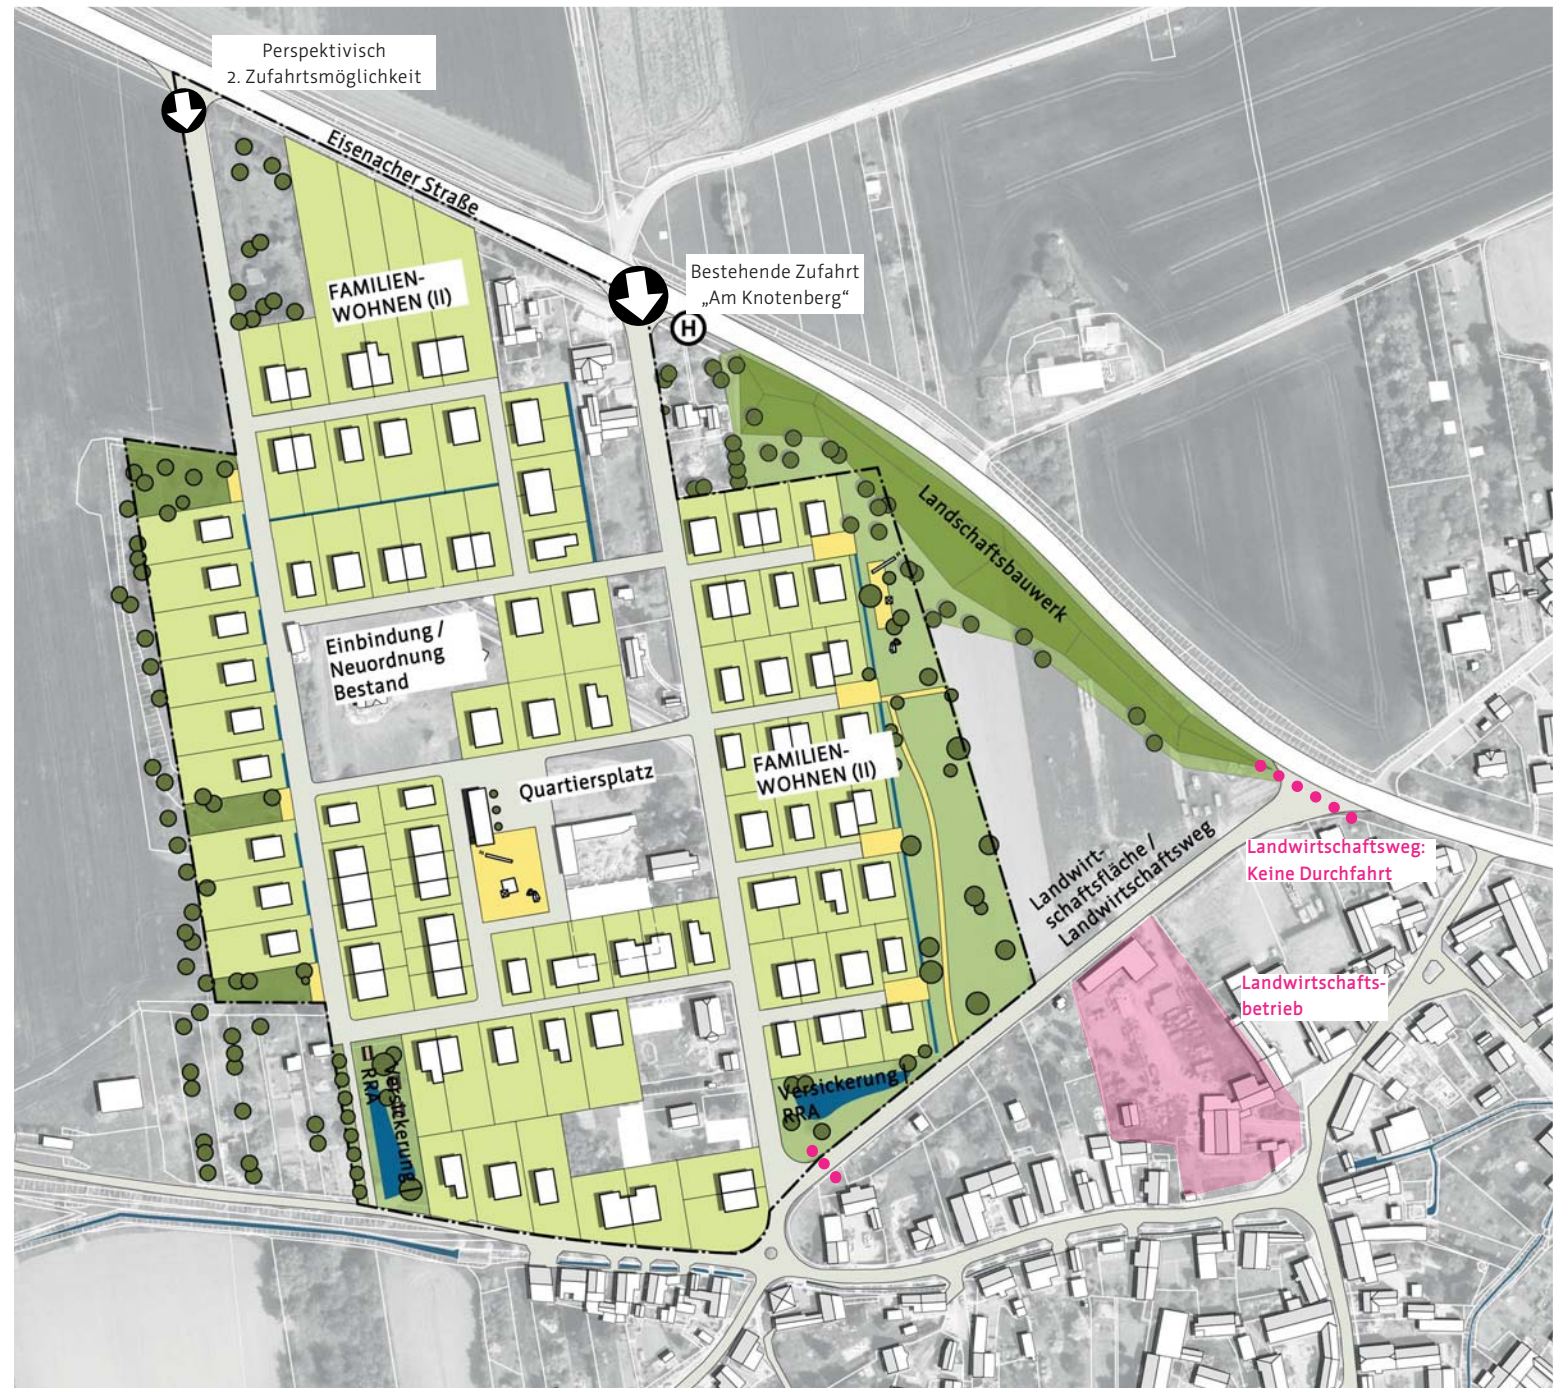 Perspektivisch
2. Zufahrtsmöglichkeit
Eisenacher Straße
Bestehende Zufahrt
„Am Knotenberg“
H
FAMILIEN-
WOHNEN (II)
Landschaftsbauwerk
Einbindung /
Neuordnung
Bestand
Quartiersplatz
FAMILIEN-
WOHNEN (II)
Landwirt-
schaftsfläche /
Landwirtschaftsweg
Landwirtschaftsweg:
Keine Durchfahrt
Landwirtschafts-
betrieb
Versickerung /
RRA
Versickerung
RRA